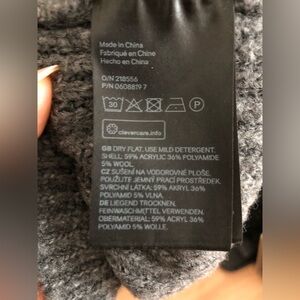 Made in China
Fabriqué en Chine
Hecho en China
O/N 218556
P/N 0608819 7
30
P
clevercare.info
GB DRY FLAT. USE MILD DETERGENT.
SHELL: 59% ACRYLIC 36% POLYAMIDE
5% WOOL.
CZ SUŠENÍ NA VODOROVNÉ PLOŠE.
POUŽIJTE JEMNÝ PRACÍ PROSTŘEDEK.
SVRCHNÍ LÁTKA: 59% AKRYL 36%
POLYAMID 5% VLNA.
DE LIEGEND TROCKNEN.
FEINWASCHMITTEL VERWENDEN.
OBERMATERIAL: 59% ACRYL 36%
POLYAMID 5% WOLLE.